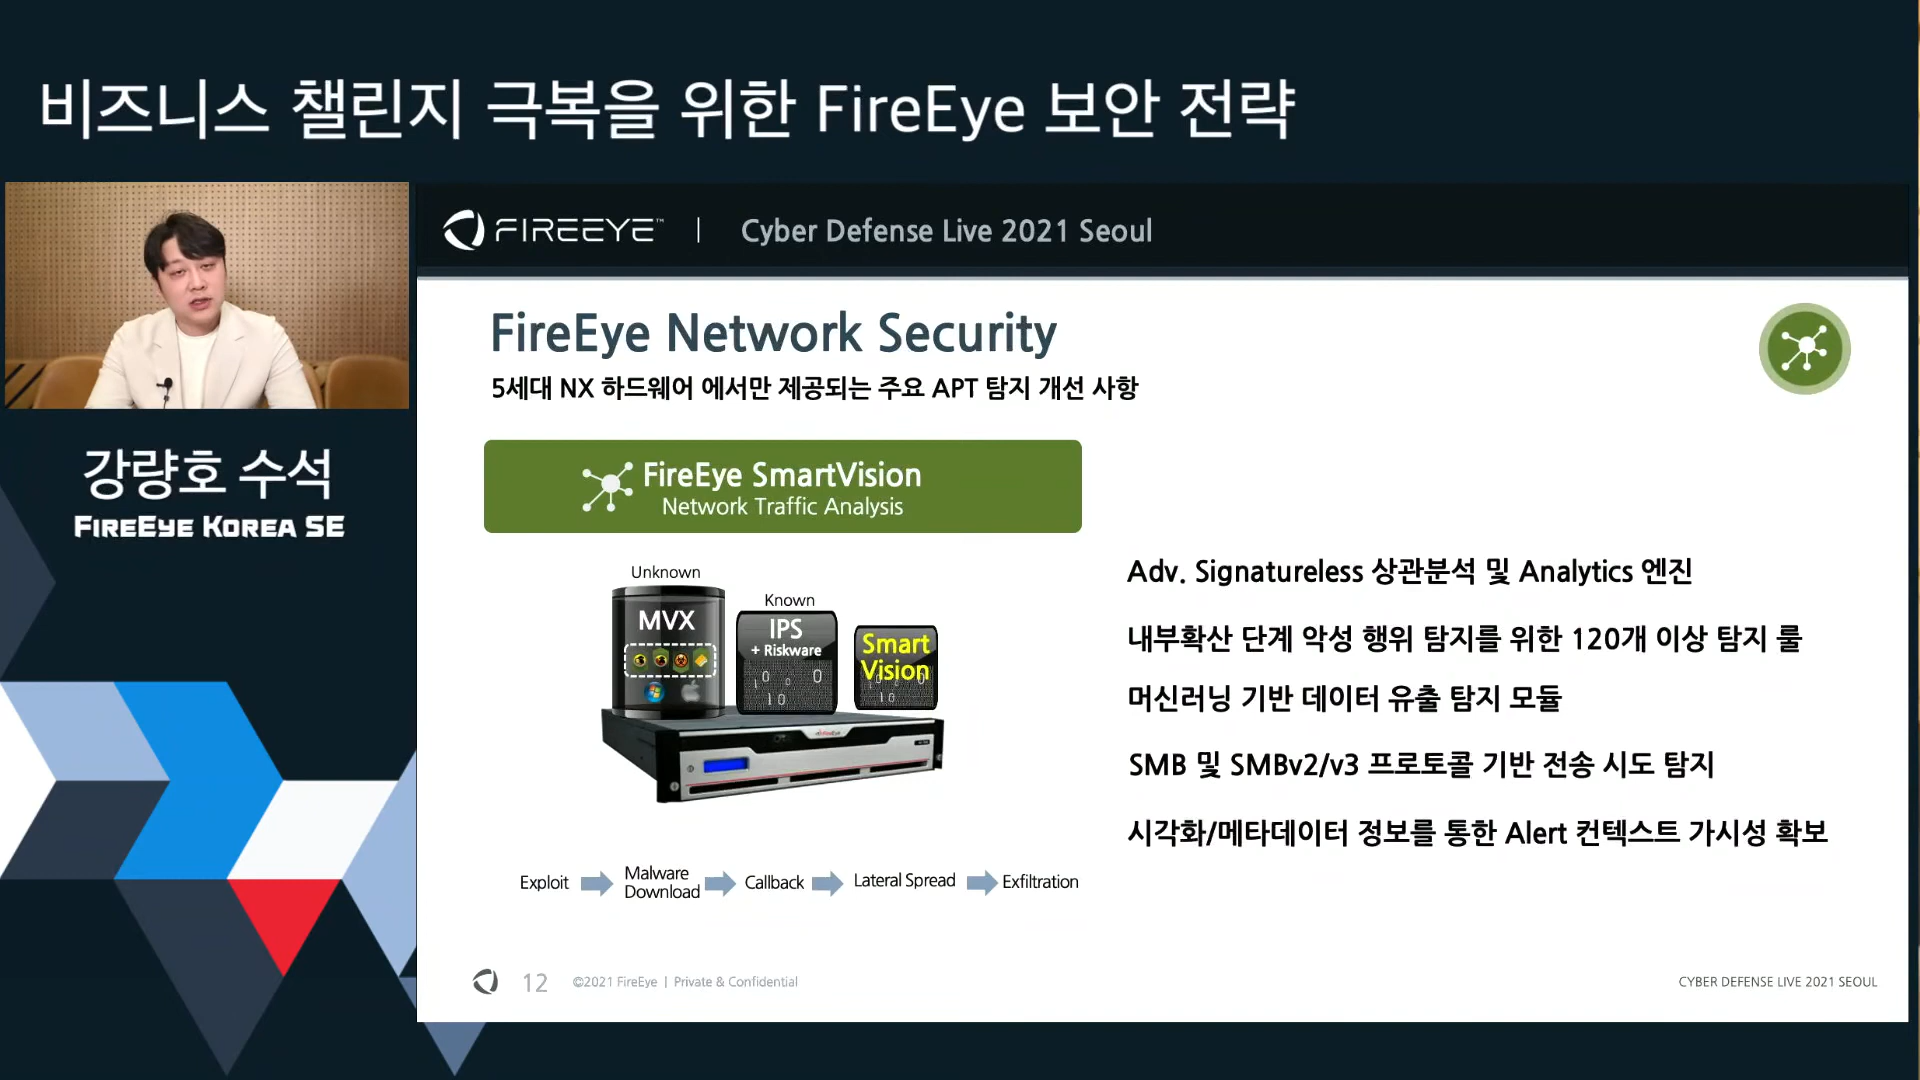 비즈니스 챌린지 극복을 위한 FireEye 보안 전략
FIREEYE™ | Cyber Defense Live 2021 Seoul
강량호 수석
FireEye Korea SE
FireEye Network Security
5세대 NX 하드웨어 에서만 제공되는 주요 APT 탐지 개선 사항
FireEye SmartVision
Network Traffic Analysis
Unknown
MVX
Known
IPS
+ Riskware
Smart
Vision
Exploit
Malware
Download
Callback
Lateral Spread
Exfiltration
Adv. Signatureless 상관분석 및 Analytics 엔진
내부확산 단계 악성 행위 탐지를 위한 120개 이상 탐지 룰
머신러닝 기반 데이터 유출 탐지 모듈
SMB 및 SMBv2/v3 프로토콜 기반 전송 시도 탐지
시각화/메타데이터 정보를 통한 Alert 컨텍스트 가시성 확보
12
©2021 FireEye | Private & Confidential
CYBER DEFENSE LIVE 2021 SEOUL